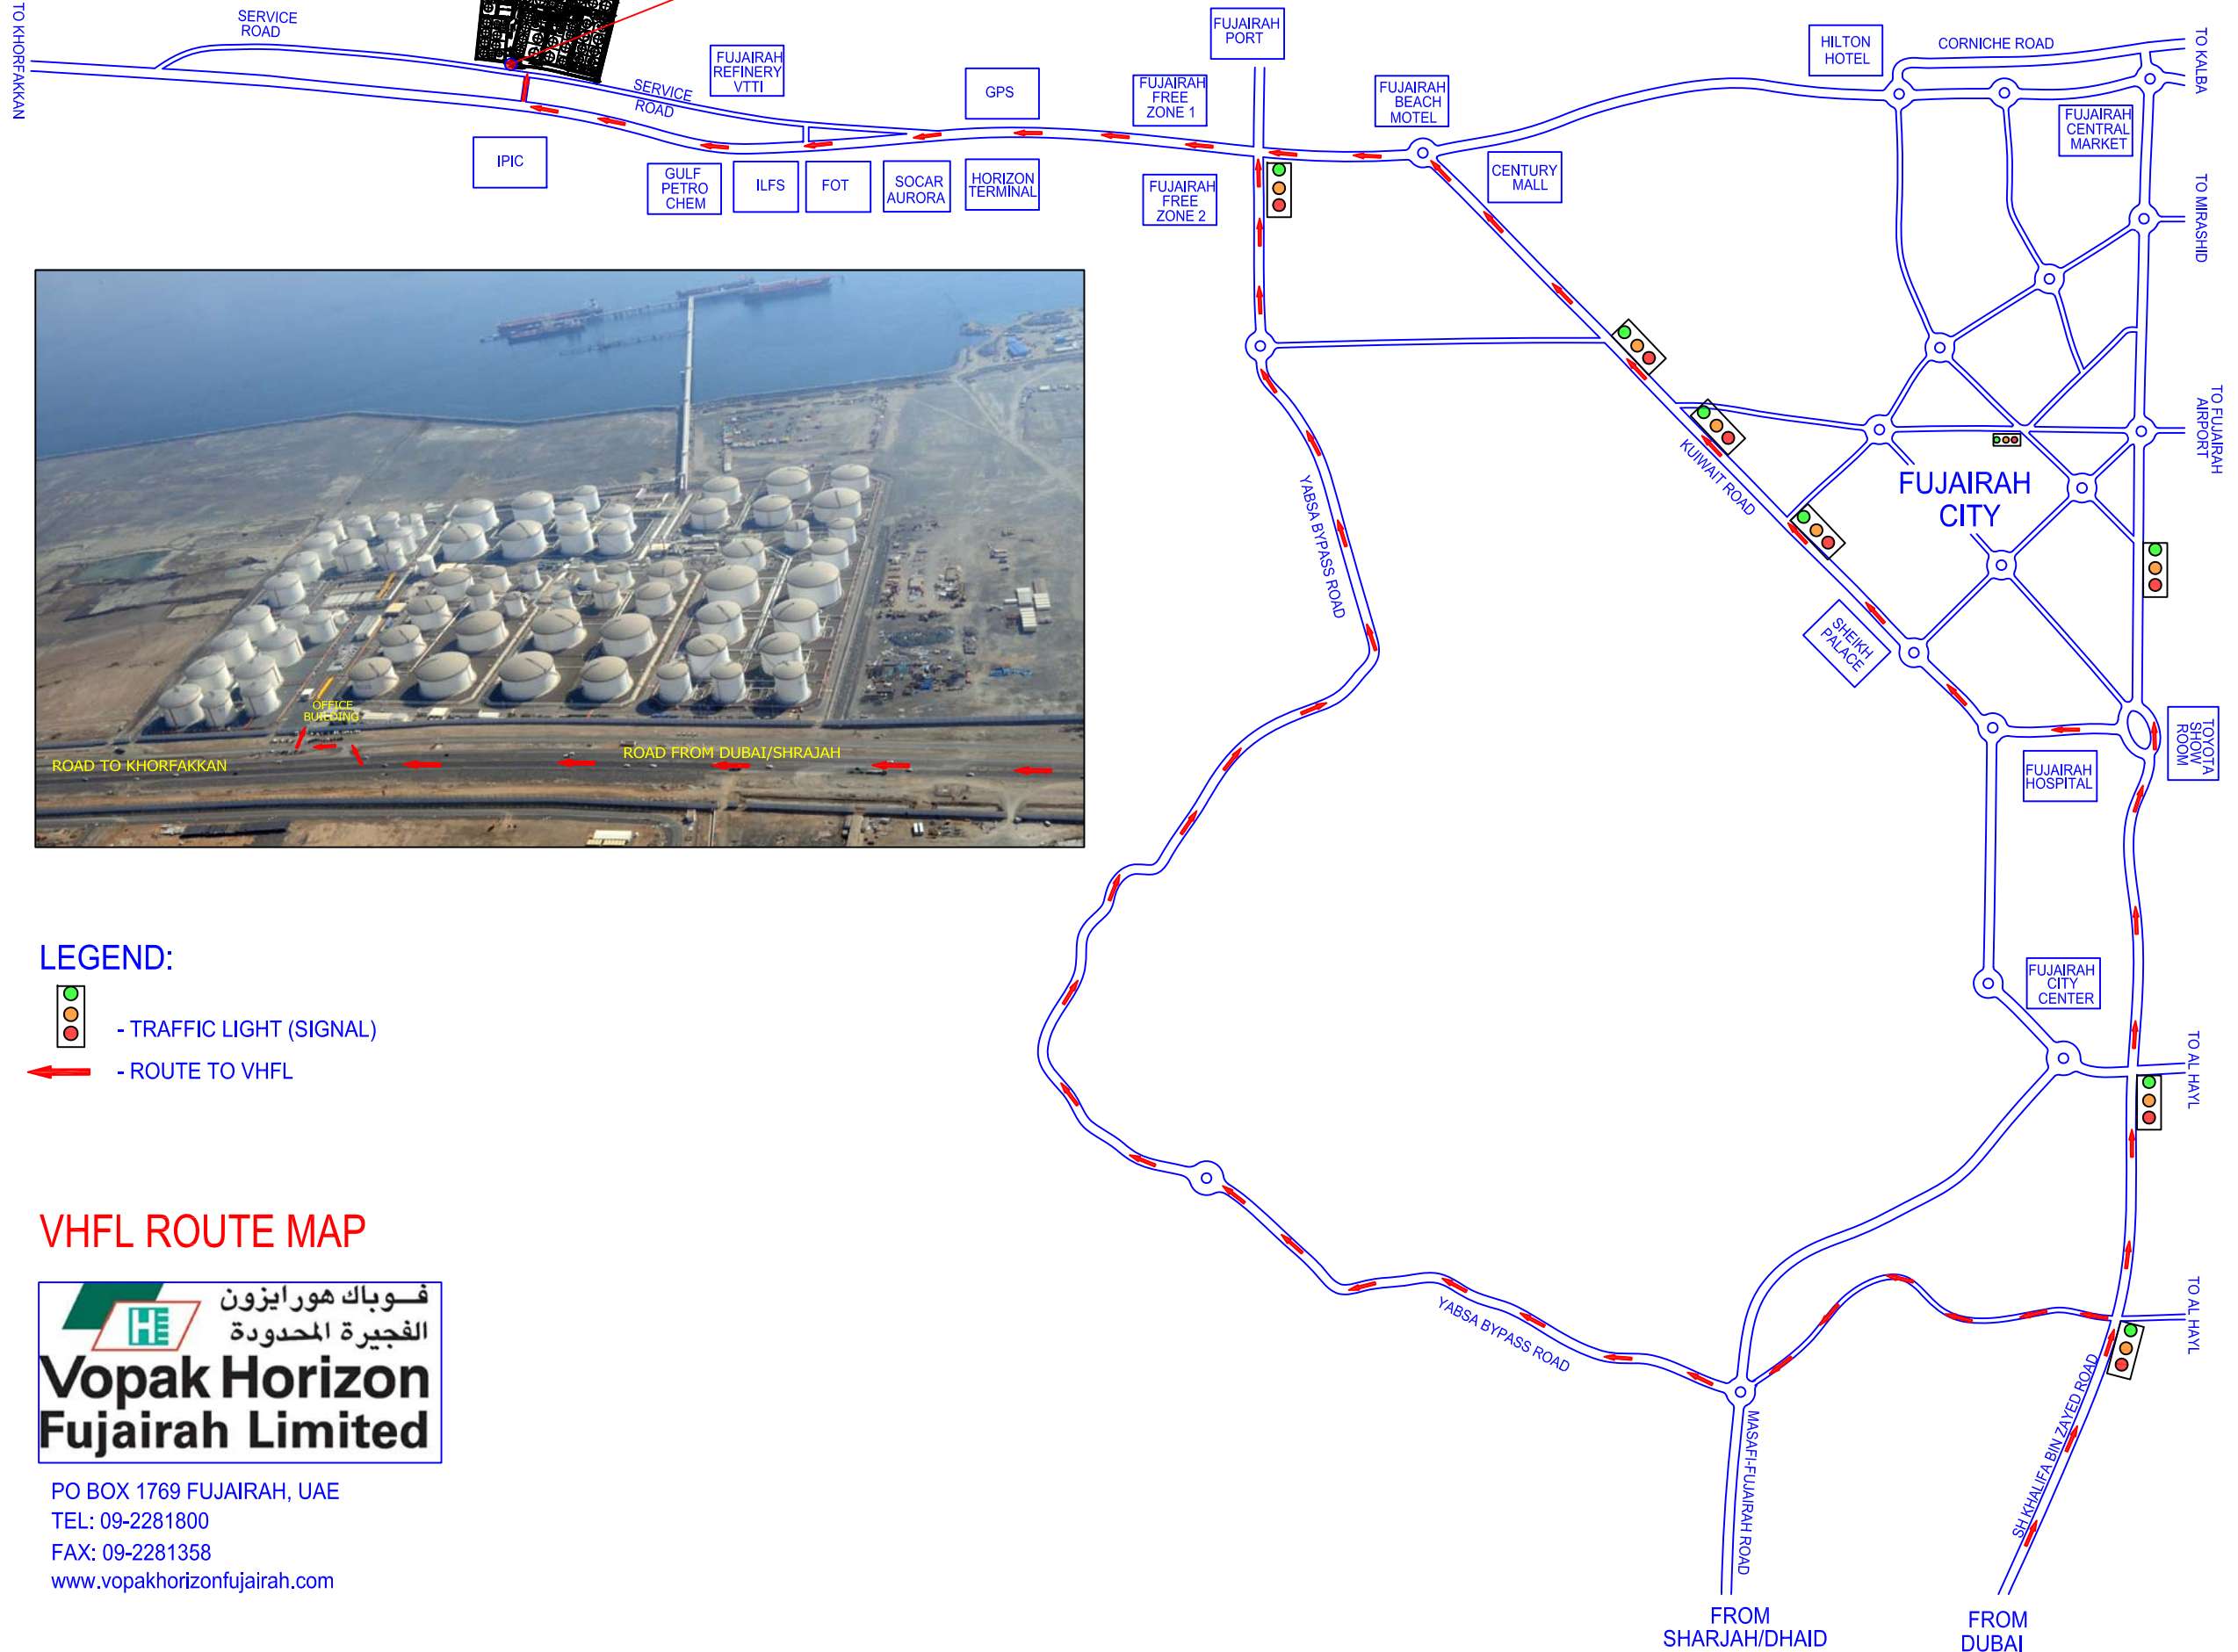 TO KHORFAKKAN
SERVICE
ROAD
FUJAIRAH
REFINERY
VTTI
SERVICE
ROAD
GPS
FUJAIRAH
PORT
FUJAIRAH
FREE
ZONE 1
FUJAIRAH
BEACH
MOTEL
HILTON
HOTEL
CORNICHE ROAD
TO KALBA
FUJAIRAH
CENTRAL
MARKET
IPIC
GULF
PETRO
CHEM
ILFS
FOT
SOCAR
AURORA
HORIZON
TERMINAL
FUJAIRAH
FREE
ZONE 2
CENTURY
MALL
TO MIRASHID
TO FUJAIRAH
AIRPORT
KUIWAIT ROAD
FUJAIRAH
CITY
YABSA BYPASS ROAD
SHEIKH
PALACE
TOYOTA
SHOW
ROOM
FUJAIRAH
HOSPITAL
OFFICE
BUILDING
ROAD TO KHORFAKKAN
ROAD FROM DUBAI/SHRAJAH
FUJAIRAH
CITY
CENTER
TO AL HAYL
LEGEND:
- TRAFFIC LIGHT (SIGNAL)
- ROUTE TO VHFL
VHFL ROUTE MAP
فوباك هورايزون
الفجيرة المحدودة
Vopak Horizon
Fujairah Limited
PO BOX 1769 FUJAIRAH, UAE
TEL: 09-2281800
FAX: 09-2281358
www.vopakhorizonfujairah.com
YABSA BYPASS ROAD
TO AL HAYL
MASAFI-FUJAIRAH ROAD
SH KHALIFA BIN ZAYED ROAD
FROM
SHARJAH/DHAID
FROM
DUBAI